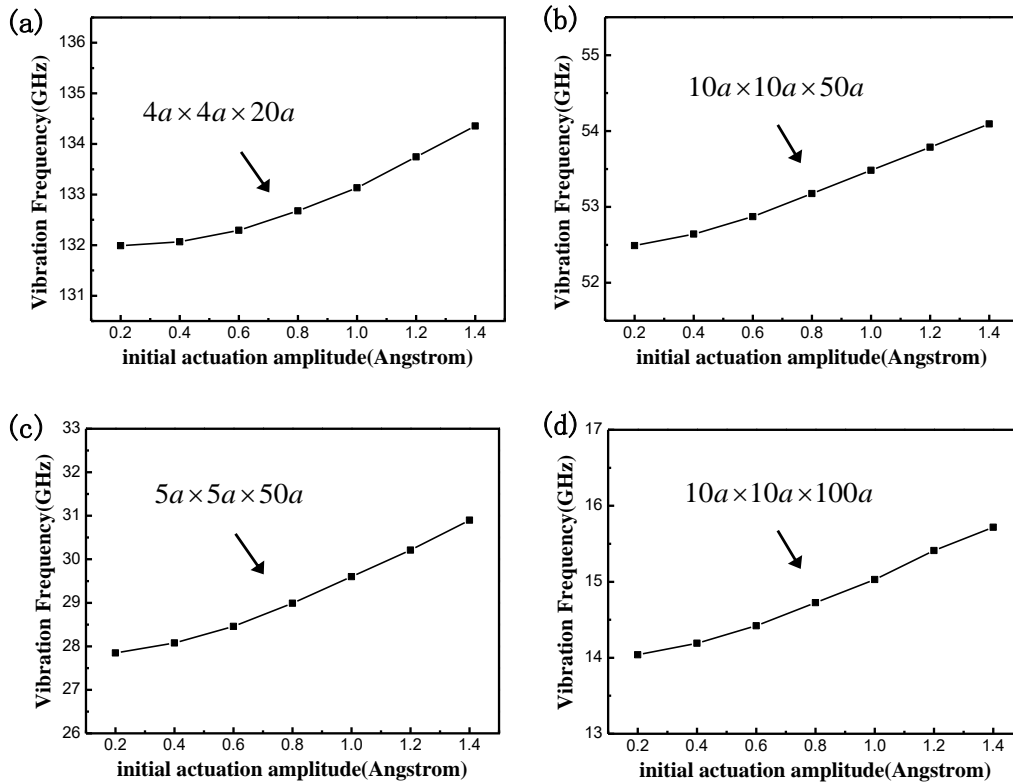 (a)
Vibration Frequency(GHz)
136
135
134
133
132
131
4a×4a×20a
0.2 0.4 0.6 0.8 1.0 1.2 1.4
initial actuation amplitude(Angstrom)
(b)
Vibration Frequency(GHz)
55
54
53
52
10a×10a×50a
0.2 0.4 0.6 0.8 1.0 1.2 1.4
initial actuation amplitude(Angstrom)
(c)
Vibration Frequency(GHz)
33
32
31
30
29
28
27
26
5a×5a×50a
0.2 0.4 0.6 0.8 1.0 1.2 1.4
initial actuation amplitude(Angstrom)
(d)
Vibration Frequency(GHz)
17
16
15
14
13
10a×10a×100a
0.2 0.4 0.6 0.8 1.0 1.2 1.4
initial actuation amplitude(Angstrom)